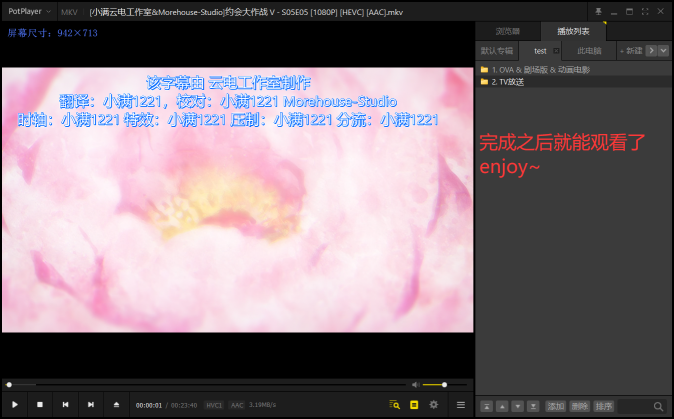 PotPlayer
MKV
[小满云电工作室&Morehouse-Studio]约会大作战 V - S05E05 [1080P] [HEVC] [AAC].mkv
屏幕尺寸: 942×713
该字幕由 云电工作室制作
翻译：小满1221，校对：小满1221 Morehouse-Studio
时轴：小满1221 特效：小满1221 压制：小满1221 分流：小满1221
浏览器
播放列表
默认专辑
test
此电脑
+ 新建
1. OVA & 剧场版 & 动画电影
2. TV放送
完成之后就能观看了
enjoy~
00:00:01 / 00:23:40
HVC1
AAC
3.19MB/s
添加
删除
排序